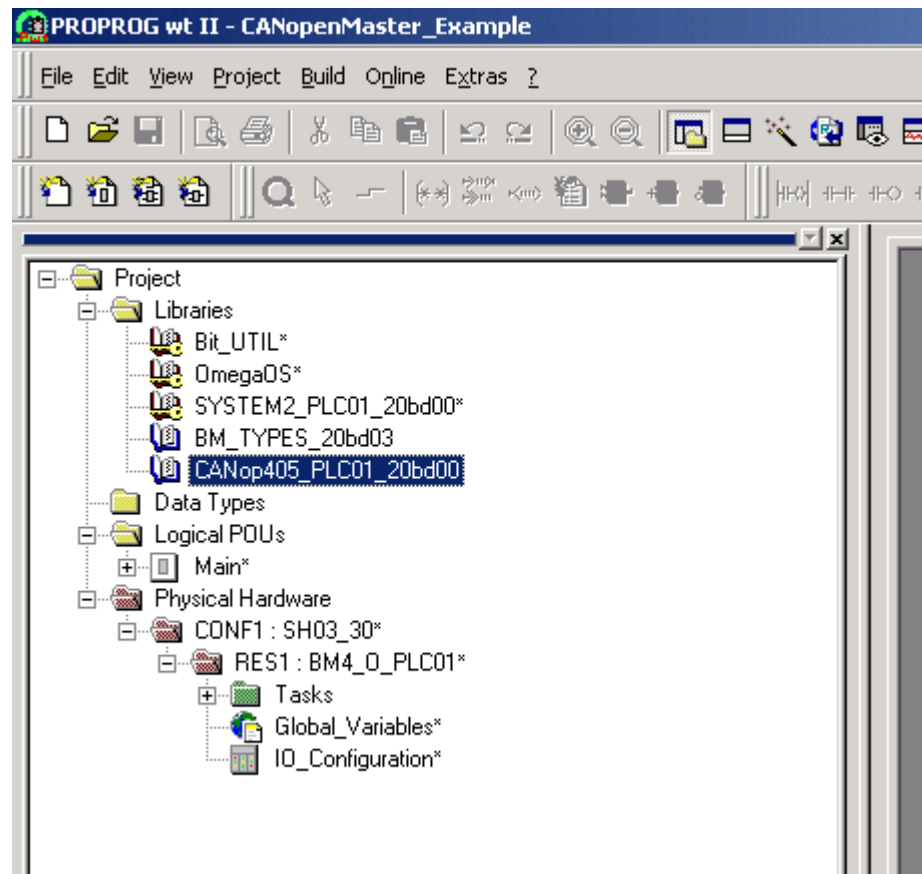 PROPROG wt II - CANopenMaster_Example
File Edit View Project Build Online Extras ?
Project
Libraries
Bit_UTIL*
OmegaOS*
SYSTEM2_PLC01_20bd00*
BM_TYPES_20bd03
CANop405_PLC01_20bd00
Data Types
Logical POUs
Main*
Physical Hardware
CONF1 : SH03_30*
RES1 : BM4_O_PLC01*
Tasks
Global_Variables*
IO_Configuration*